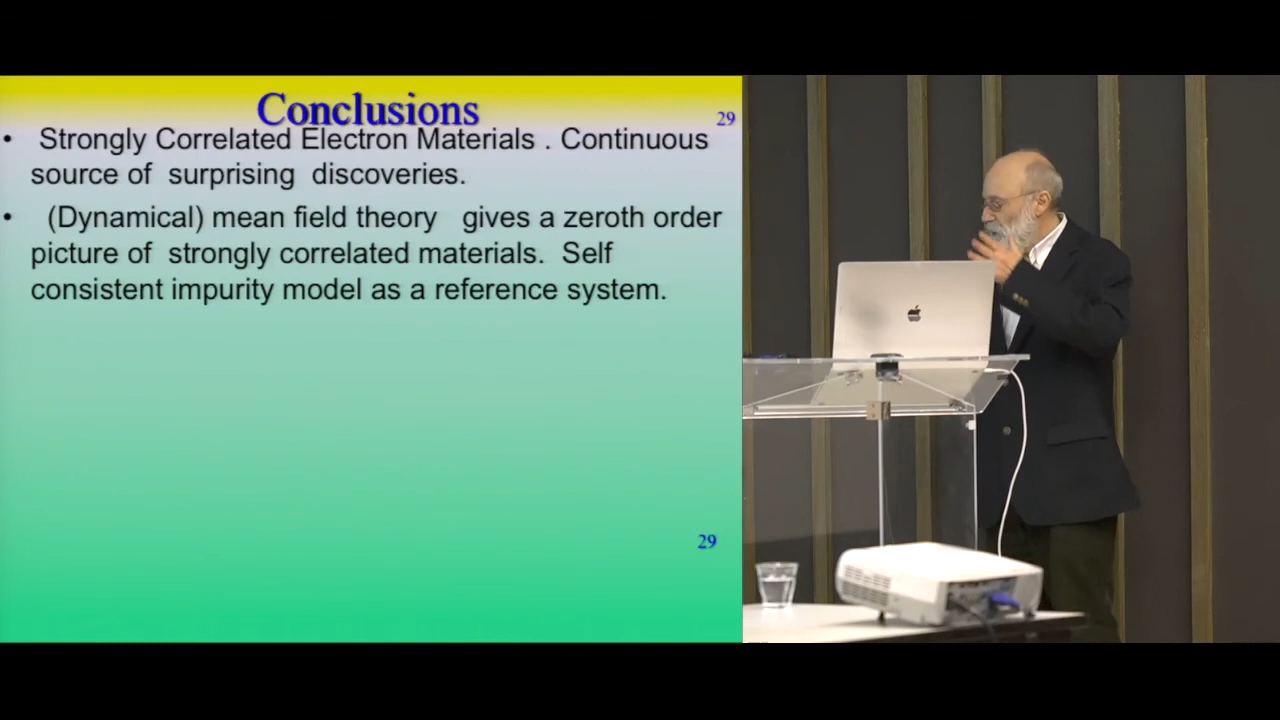 Conclusions
29
• Strongly Correlated Electron Materials . Continuous
source of surprising discoveries.
• (Dynamical) mean field theory gives a zeroth order
picture of strongly correlated materials. Self
consistent impurity model as a reference system.
29